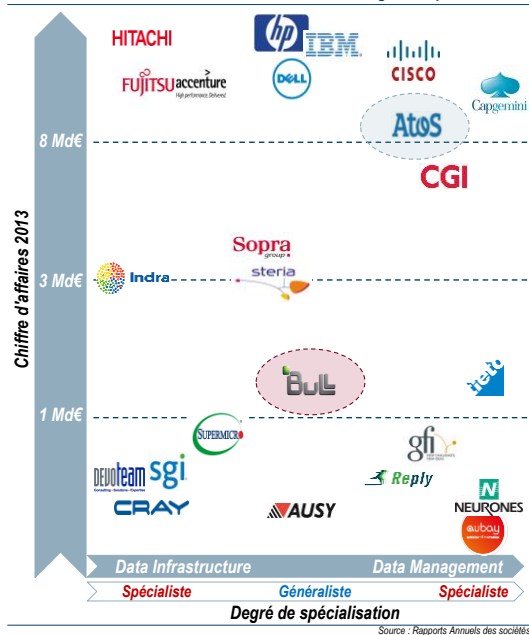 HITACHI
hp
IBM
CISCO
FUJITSU
accenture
High performance. Delivered
DELL
Capgemini
Atos
8 Md€
CGI
Sopra
group
steria
Indra
3 Md€
Chiffre d'affaires 2013
Bull
1 Md€
SUPERMICRO
gfi
DEVOTEAM
sgi
Reply
CRAY
AUSY
N
NEURONES
aubay
Data Infrastructure
Data Management
Spécialiste
Généraliste
Spécialiste
Degré de spécialisation
Source : Rapports Annuels des sociétés